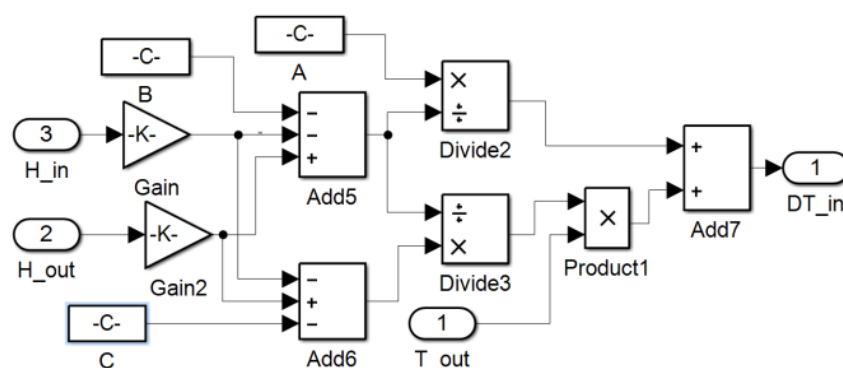 -C-
A
-C-
B
×
÷
Divide2
3
H_in
-K-
Gain
−
−
+
Add5
+
+
Add7
1
DT_in
2
H_out
-K-
Gain2
÷
×
Divide3
×
Product1
−
+
−
Add6
-C-
C
1
T_out